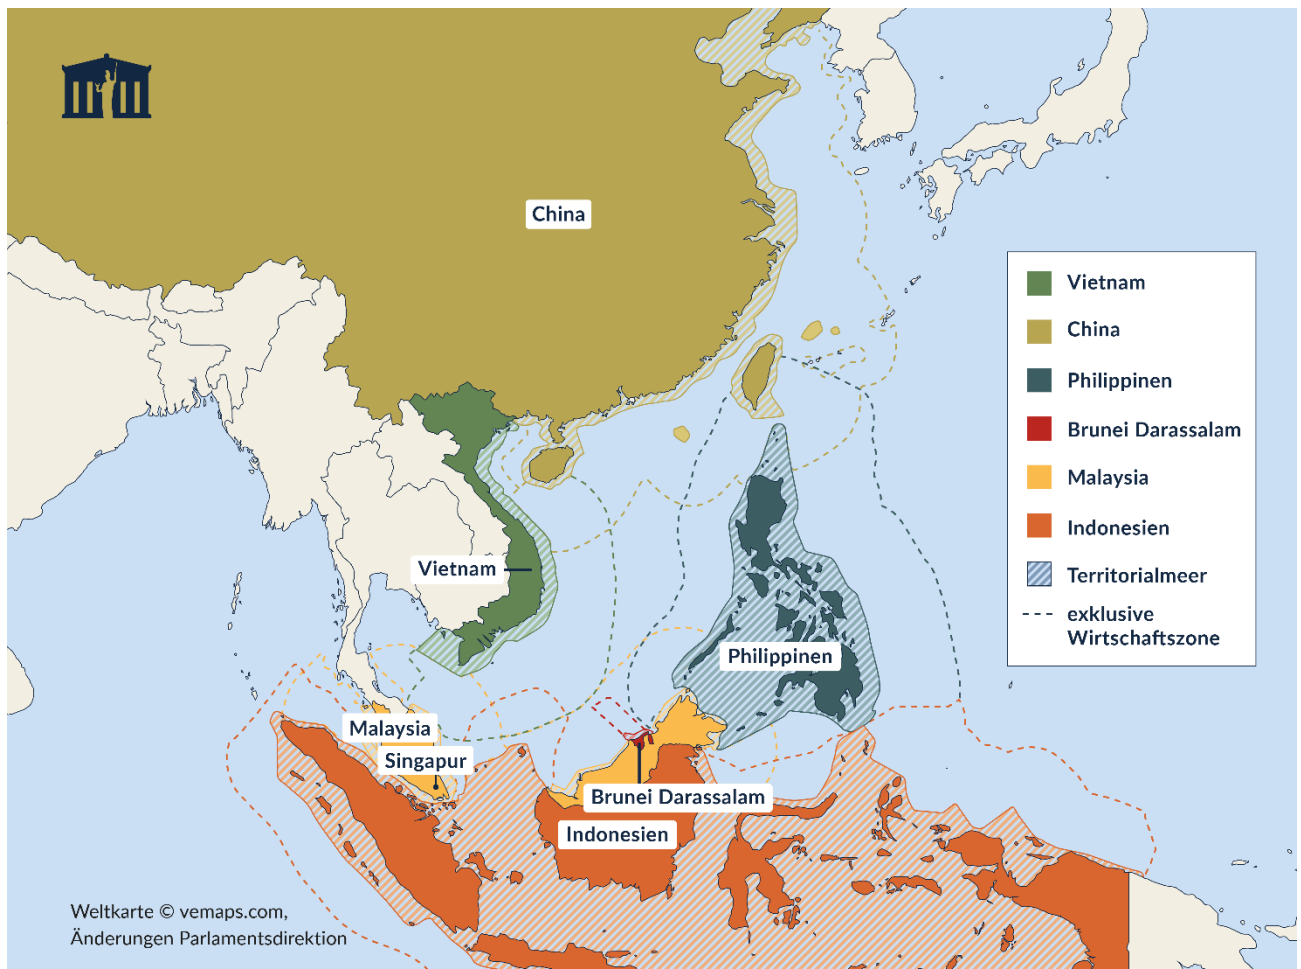 China
Vietnam
Philippinen
Malaysia
Singapur
Brunei Darassalam
Indonesien
Vietnam
China
Philippinen
Brunei Darassalam
Malaysia
Indonesien
Territorialmeer
exklusive
Wirtschaftszone
Weltkarte © vemaps.com,
Änderungen Parlamentsdirektion